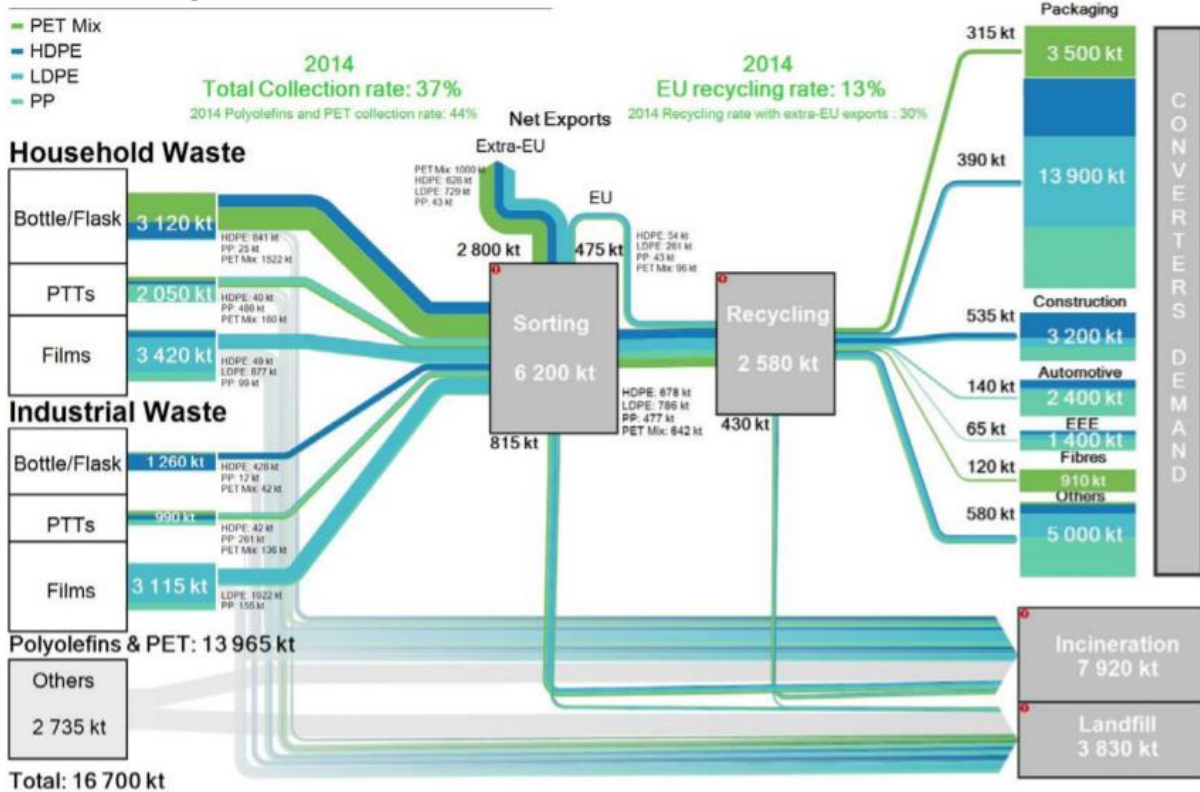 PET Mix
HDPE
LDPE
PP
2014
Total Collection rate: 37%
2014 Polyolefins and PET collection rate: 44%
2014
EU recycling rate: 13%
2014 Recycling rate with extra-EU exports : 30%
Net Exports
Extra-EU
PET Mix: 1000 kt
HDPE: 626 kt
LDPE: 729 kt
PP: 43 kt
EU
HDPE: 54 kt
LDPE: 281 kt
PP: 43 kt
PET Mix: 96 kt
2 800 kt
475 kt
Household Waste
Bottle/Flask
3 120 kt
HDPE: 641 kt
PP: 25 kt
PET Mix: 1522 kt
PTTs
2 050 kt
HDPE: 40 kt
PP: 488 kt
PET Mix: 160 kt
Films
3 420 kt
HDPE: 49 kt
LDPE: 877 kt
PP: 99 kt
Industrial Waste
Bottle/Flask
1 260 kt
HDPE: 428 kt
PP: 12 kt
PET Mix: 42 kt
PTTs
990 kt
HDPE: 42 kt
PP: 261 kt
PET Mix: 136 kt
Films
3 115 kt
LDPE: 1022 kt
PP: 155 kt
Polyolefins & PET: 13 965 kt
Others
2 735 kt
Total: 16 700 kt
Sorting
6 200 kt
815 kt
HDPE: 678 kt
LDPE: 786 kt
PP: 477 kt
PET Mix: 642 kt
Recycling
2 580 kt
430 kt
Packaging
315 kt
3 500 kt
390 kt
13 900 kt
Construction
535 kt
3 200 kt
Automotive
140 kt
2 400 kt
EEE
65 kt
1 400 kt
Fibres
120 kt
910 kt
Others
580 kt
5 000 kt
CONVERTERS DEMAND
Incineration
7 920 kt
Landfill
3 830 kt